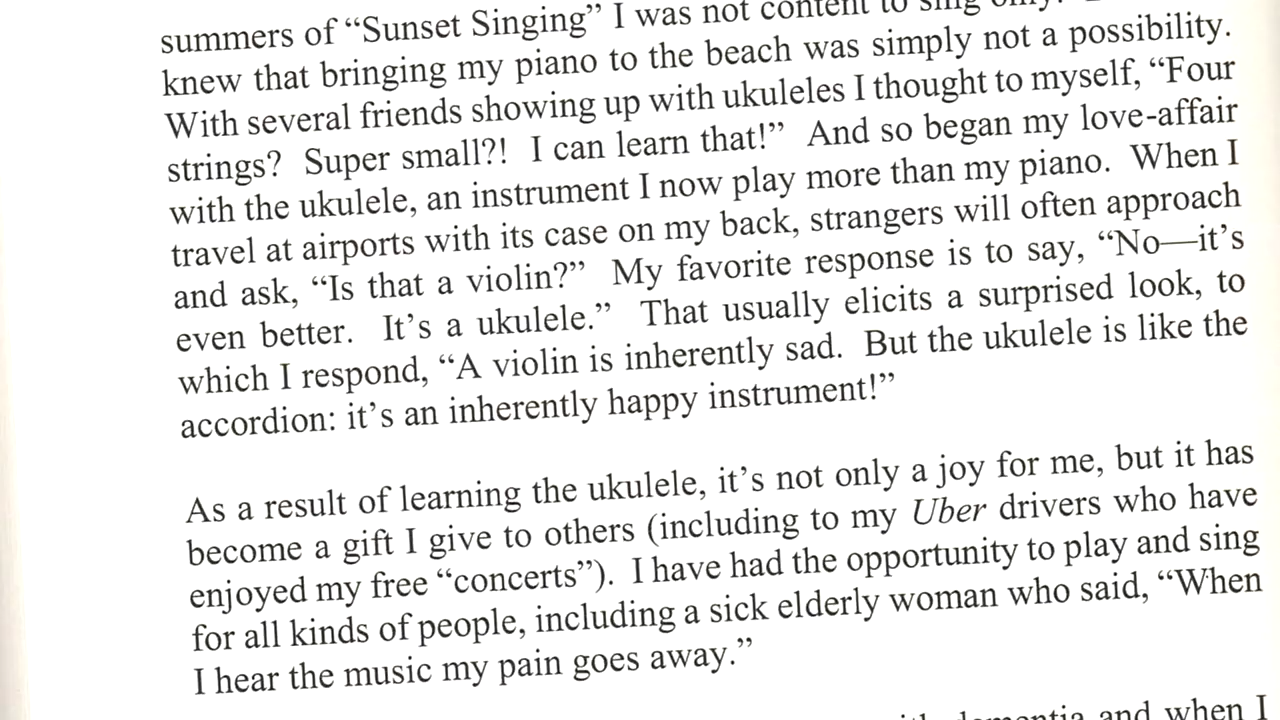 summers of “Sunset Singing” I was not content to sing only.
knew that bringing my piano to the beach was simply not a possibility.
With several friends showing up with ukuleles I thought to myself, “Four
strings?  Super small?!  I can learn that!”  And so began my love-affair
with the ukulele, an instrument I now play more than my piano.  When I
travel at airports with its case on my back, strangers will often approach
and ask, “Is that a violin?”  My favorite response is to say, “No—it’s
even better.  It’s a ukulele.”  That usually elicits a surprised look, to
which I respond, “A violin is inherently sad.  But the ukulele is like the
accordion: it’s an inherently happy instrument!”
As a result of learning the ukulele, it’s not only a joy for me, but it has
become a gift I give to others (including to my Uber drivers who have
enjoyed my free “concerts”).  I have had the opportunity to play and sing
for all kinds of people, including a sick elderly woman who said, “When
I hear the music my pain goes away.”
dementia and when I